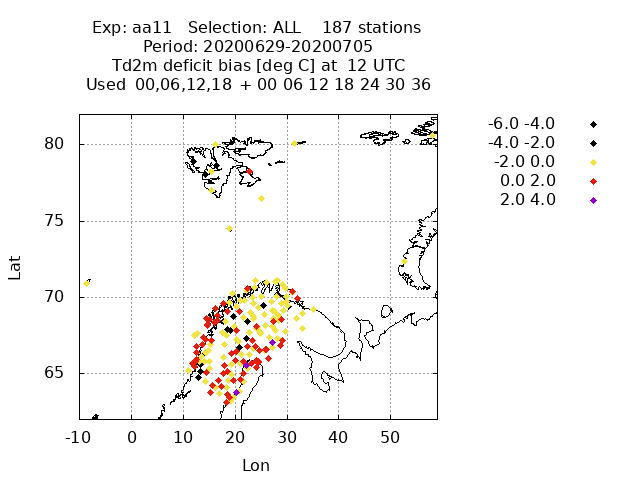 Exp: aa11 Selection: ALL 187 stations
Period: 20200629-20200705
Td2m deficit bias [deg C] at 12 UTC
Used 00,06,12,18 + 00 06 12 18 24 30 36
-6.0 -4.0
-4.0 -2.0
-2.0 0.0
0.0 2.0
2.0 4.0
80
75
70
65
Lat
-10 0 10 20 30 40 50
Lon